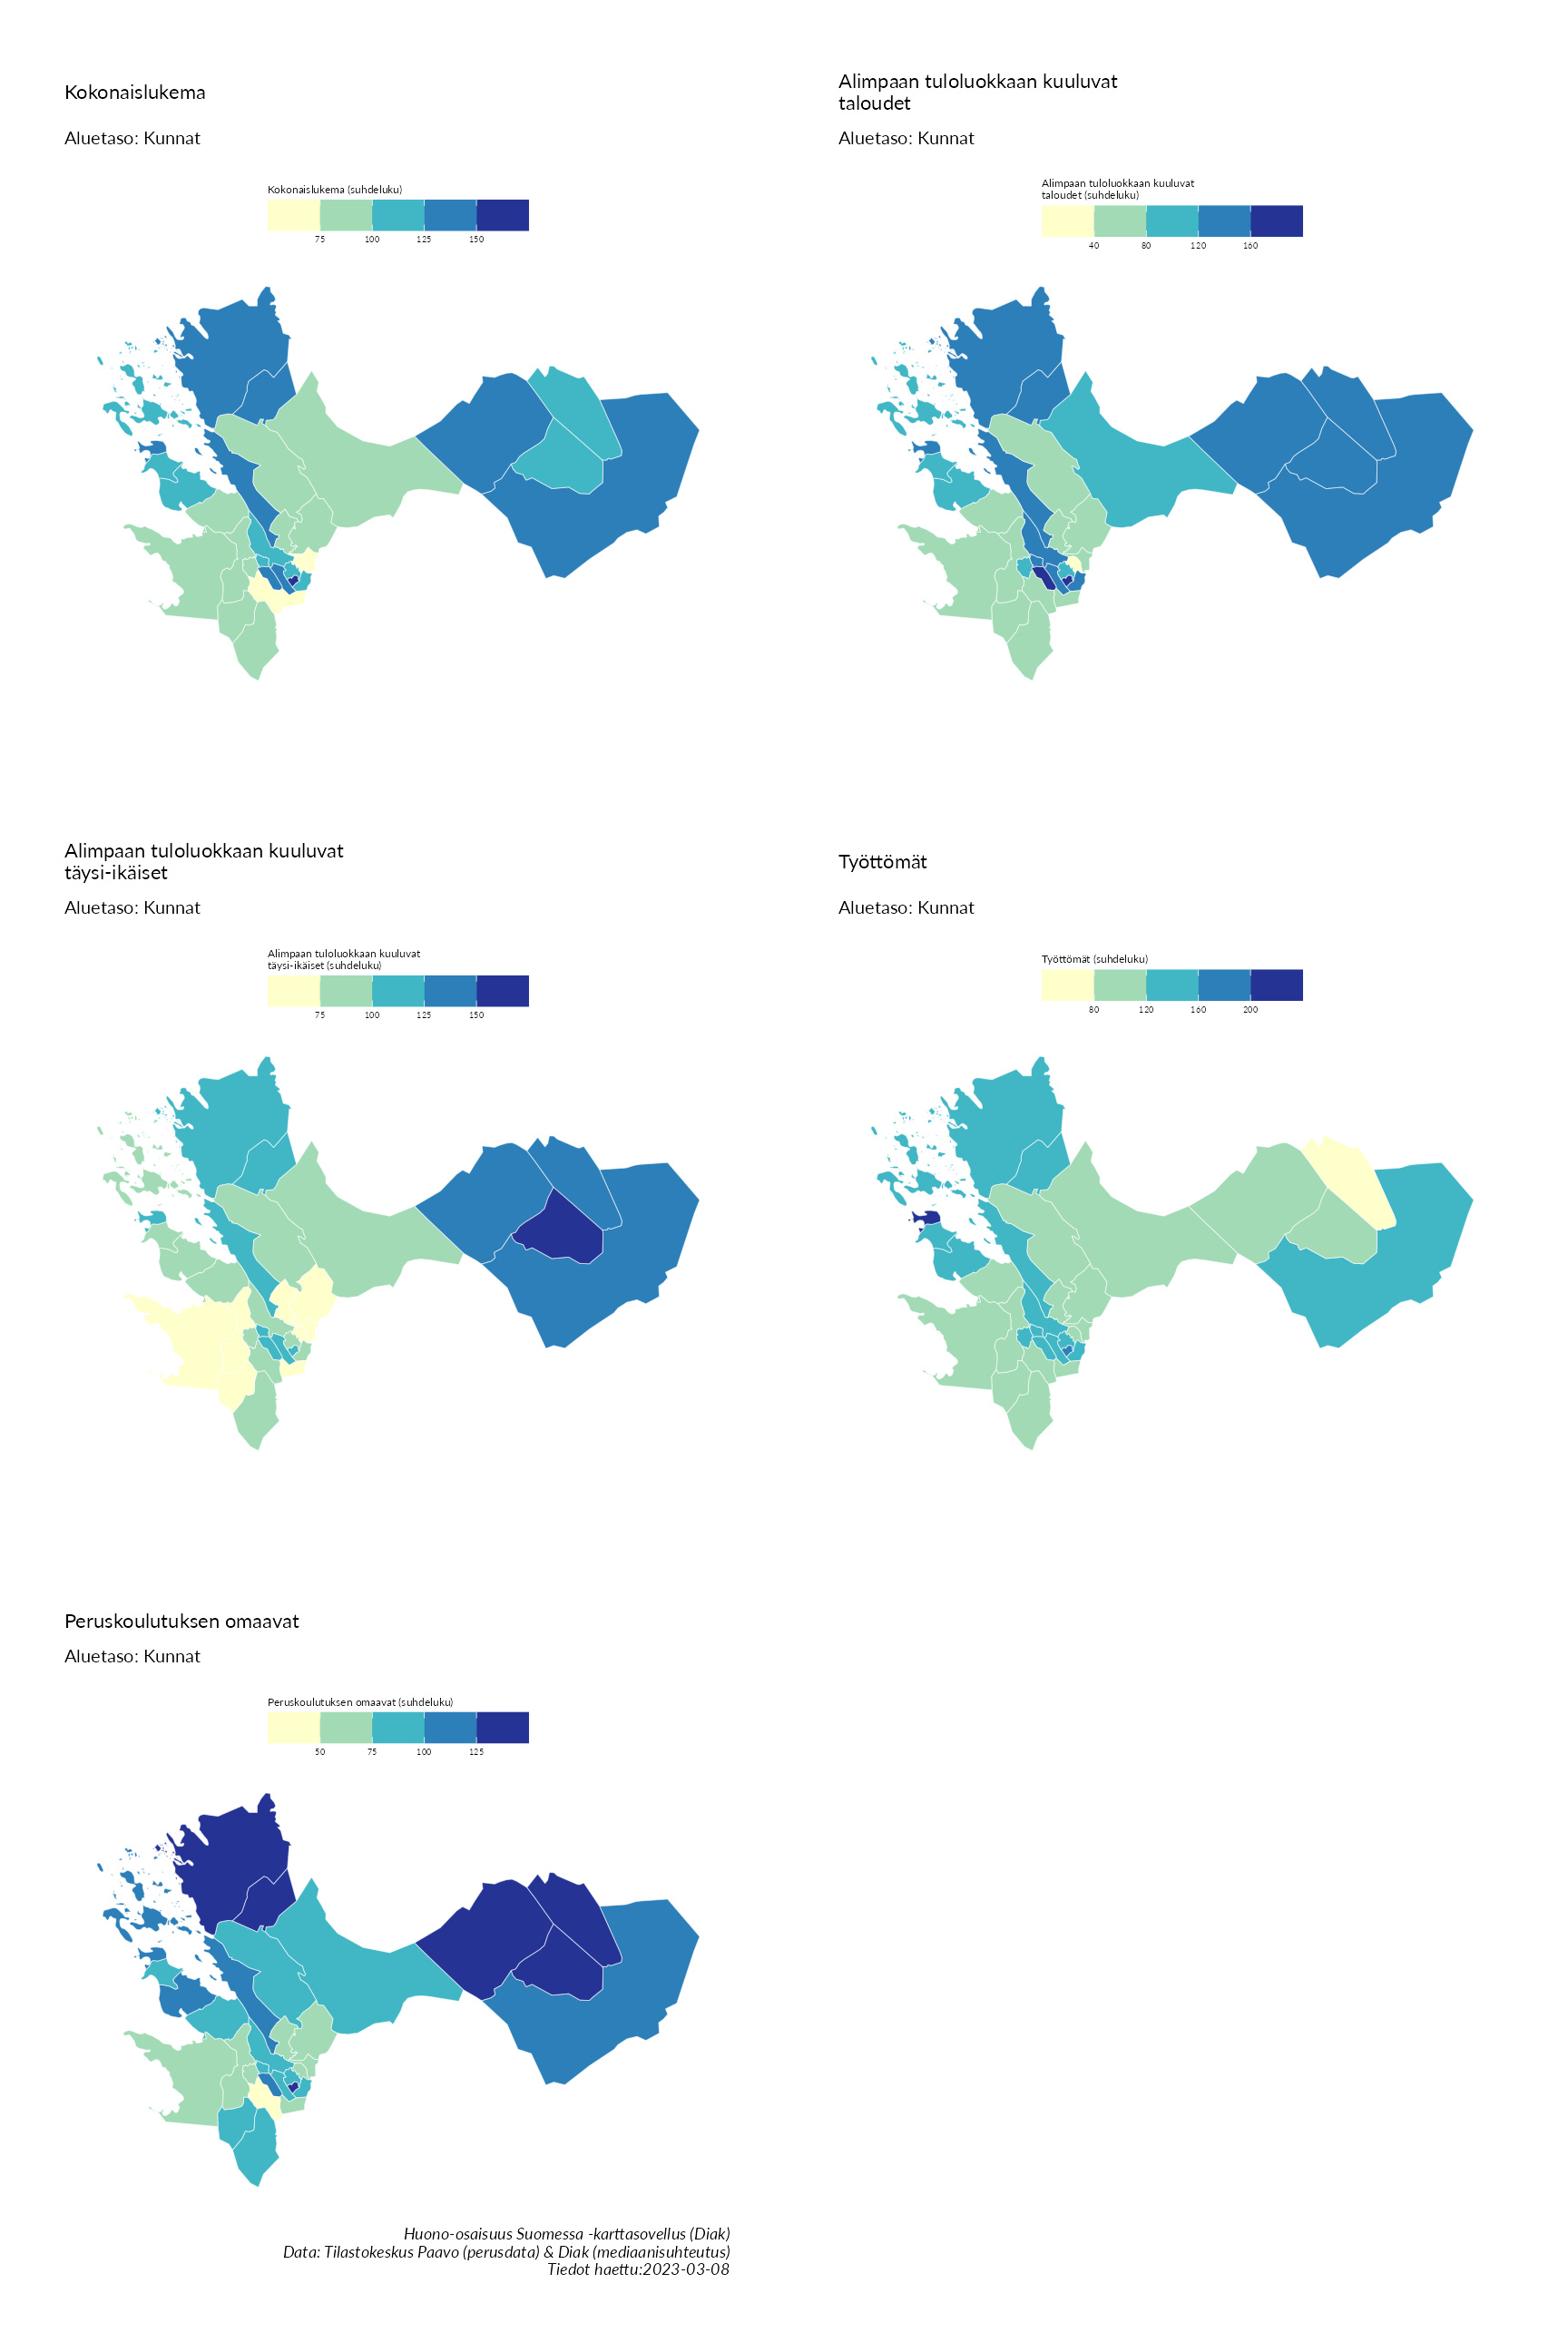 Kokonaislukema
Aluetaso: Kunnat
Kokonaislukema (suhdeluku)
75 100 125 150
Alimpaan tuloluokkaan kuuluvat
taloudet
Aluetaso: Kunnat
Alimpaan tuloluokkaan kuuluvat
taloudet (suhdeluku)
40 80 120 160
Alimpaan tuloluokkaan kuuluvat
täysi-ikäiset
Aluetaso: Kunnat
Alimpaan tuloluokkaan kuuluvat
täysi-ikäiset (suhdeluku)
75 100 125 150
Työttömät
Aluetaso: Kunnat
Työttömät (suhdeluku)
80 120 160 200
Peruskoulutuksen omaavat
Aluetaso: Kunnat
Peruskoulutuksen omaavat (suhdeluku)
50 75 100 125
Huono-osaisuus Suomessa -karttasovellus (Diak)
Data: Tilastokeskus Paavo (perusdata) & Diak (mediaanisuhteutus)
Tiedot haettu:2023-03-08